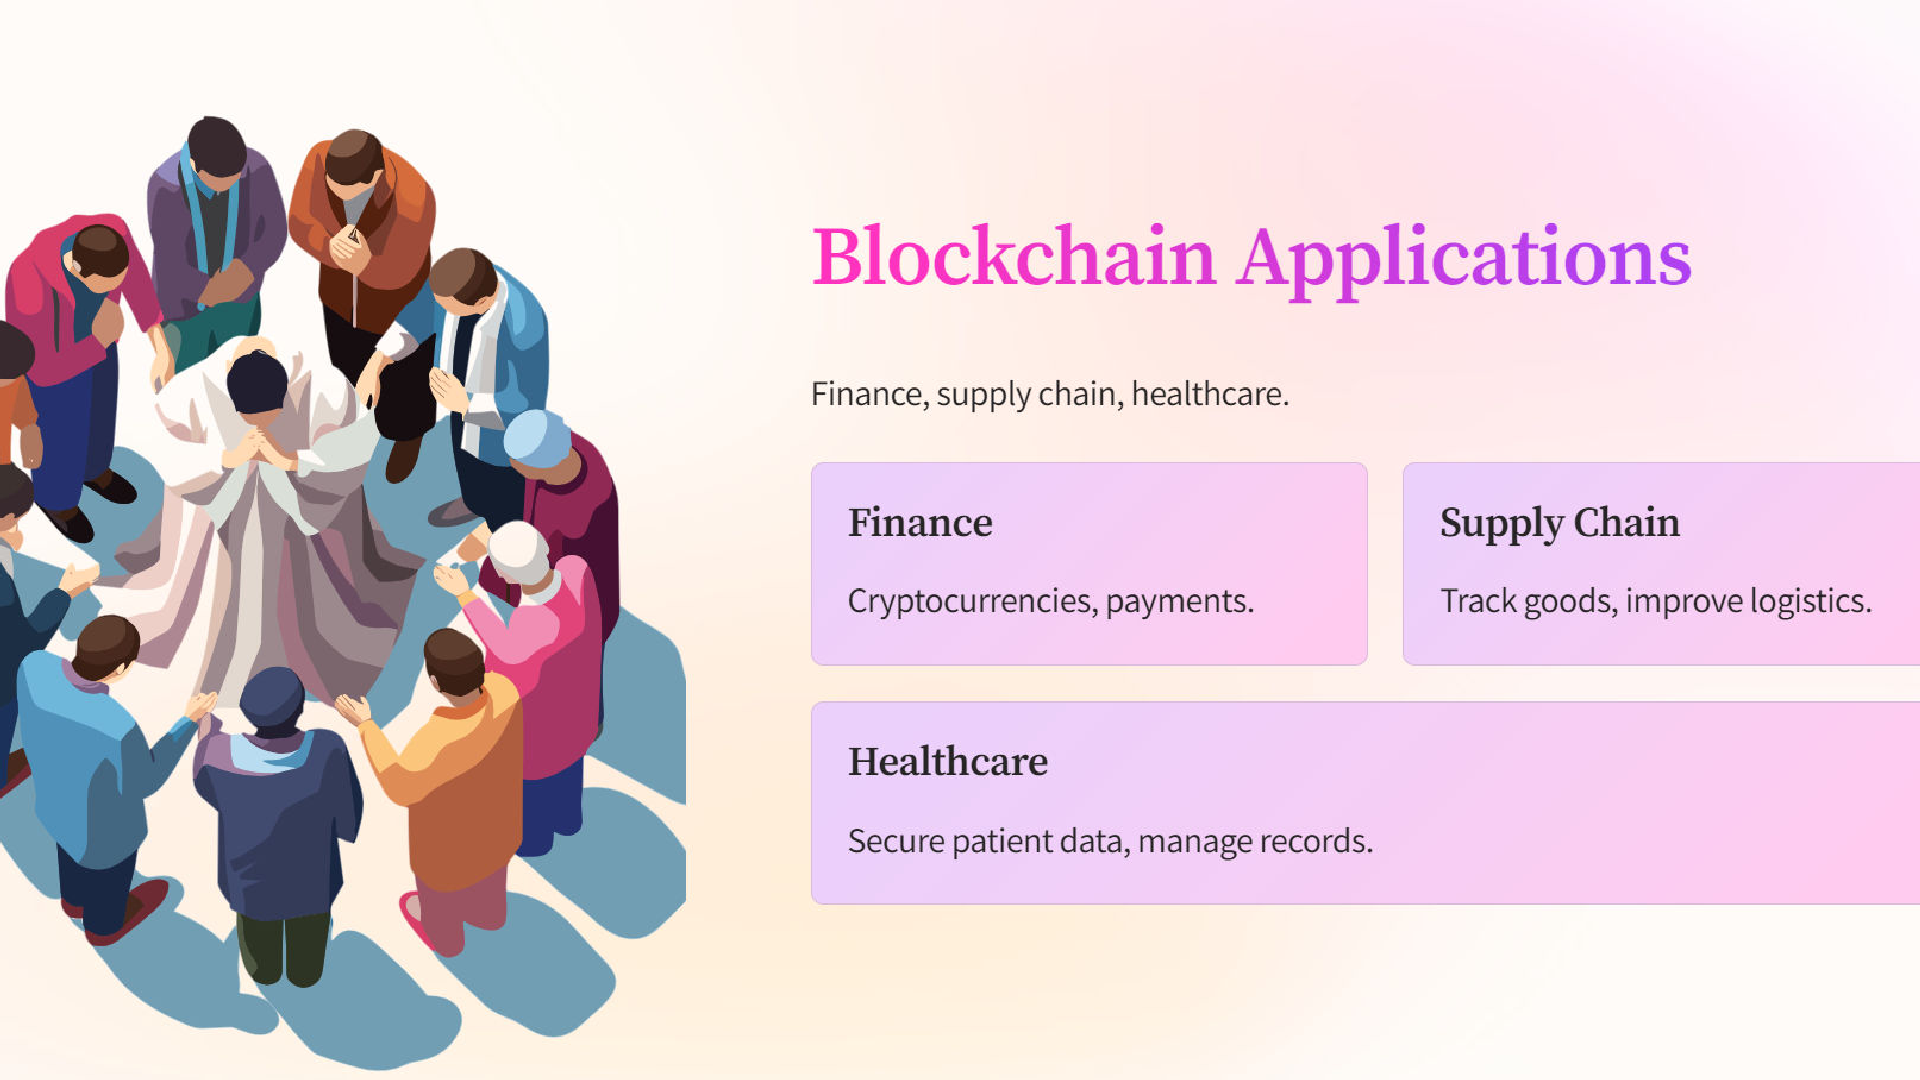 Blockchain Applications
Finance, supply chain, healthcare.
Finance
Cryptocurrencies, payments.
Supply Chain
Track goods, improve logistics.
Healthcare
Secure patient data, manage records.